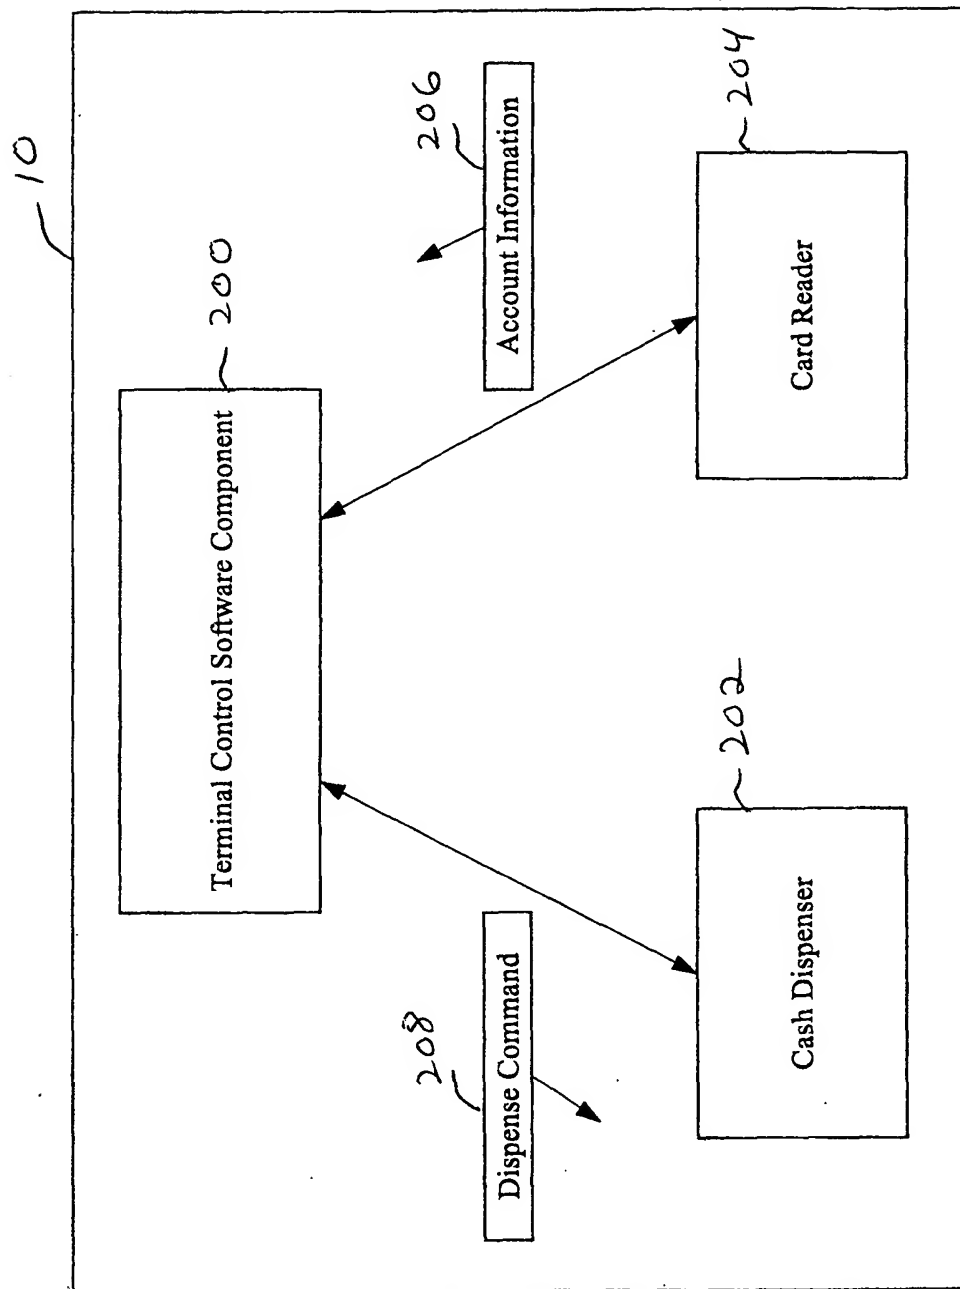 10
Terminal Control Software Component
200
Dispense Command
208
Account Information
206
Cash Dispenser
202
Card Reader
204